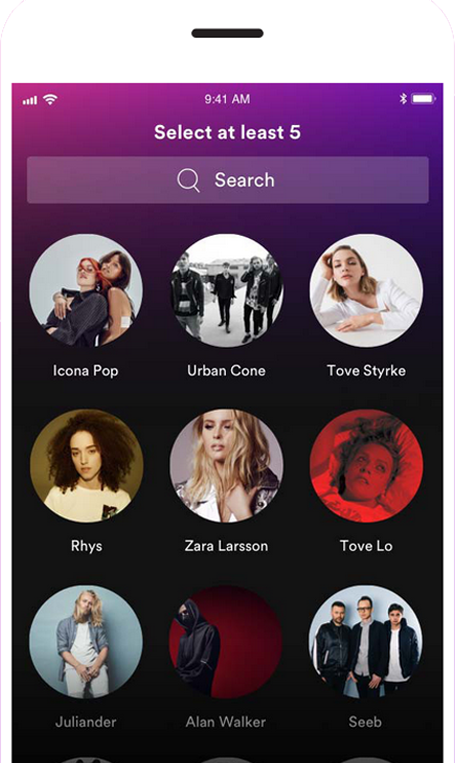 9:41 AM
Select at least 5
Search
Icona Pop
Urban Cone
Tove Styrke
Rhys
Zara Larsson
Tove Lo
Juliander
Alan Walker
Seeb